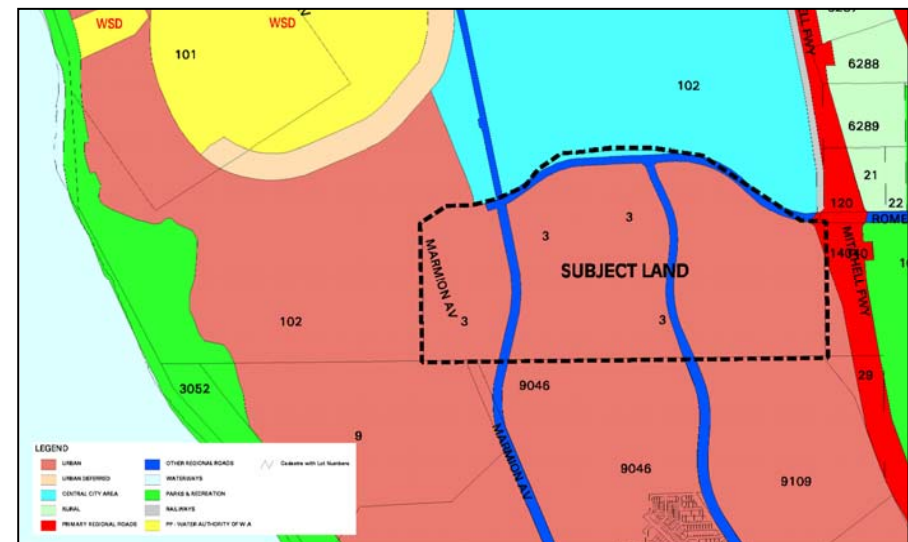 WSD
WSD
101
102
6288
6289
21
22
120
ROME
14040
MITCHELL FWY
3
3
SUBJECT LAND
MARMION AV
3
3
102
3052
9
9046
29
MARMION AV
9046
9109
LEGEND
URBAN
URBAN DEFERRED
CENTRAL CITY AREA
RURAL
PRIMARY REGIONAL ROADS
OTHER REGIONAL ROADS
WATERWAYS
PARKS & RECREATION
RAILWAYS
PP - WATER AUTHORITY OF W.A
Cadastre with Lot Numbers